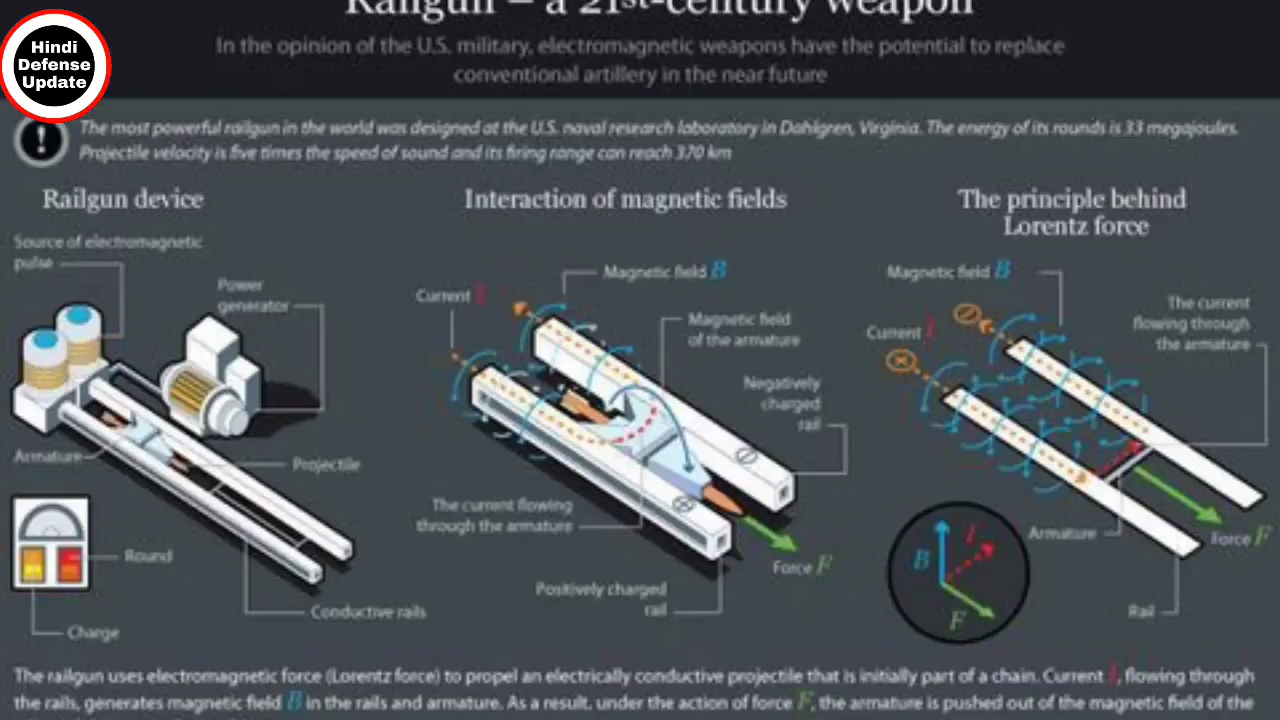 Railgun – a 21st-century weapon
Hindi
Defense
Update
In the opinion of the U.S. military, electromagnetic weapons have the potential to replace
conventional artillery in the near future
!
The most powerful railgun in the world was designed at the U.S. naval research laboratory in Dahlgren, Virginia. The energy of its rounds is 33 megajoules.
Projectile velocity is five times the speed of sound and its firing range can reach 370 km
Railgun device
Source of electromagnetic
pulse
Power
generator
Armature
Projectile
Round
Conductive rails
Charge
Interaction of magnetic fields
Magnetic field B
Current I
Magnetic field
of the armature
Negatively
charged
rail
The current flowing
through the armature
Force F
Positively charged
rail
The principle behind
Lorentz force
Magnetic field B
The current
flowing through
the armature
Current I
Armature
Force F
B
I
F
Rail
The railgun uses electromagnetic force (Lorentz force) to propel an electrically conductive projectile that is initially part of a chain. Current I, flowing through
the rails, generates magnetic field B in the rails and armature. As a result, under the action of force F, the armature is pushed out of the magnetic field of the